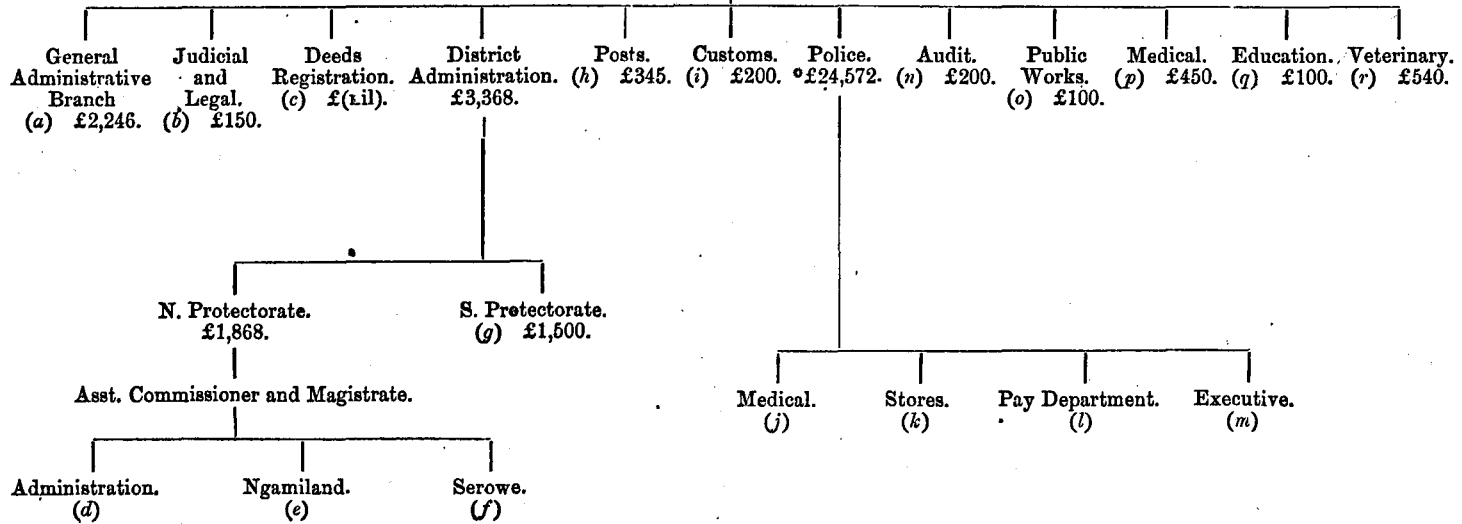 General
Administrative
Branch
(a) £2,246.
Judicial
and
Legal.
(b) £150.
Deeds
Registration.
(c) £(nil).
District
Administration.
£3,368.
Posts.
(h) £345.
Customs.
(i) £200.
Police.
£24,572.
Audit.
(n) £200.
Public
Works.
(o) £100.
Medical.
(p) £450.
Education.
(q) £100.
Veterinary.
(r) £540.
N. Protectorate.
£1,868.
S. Protectorate.
(g) £1,500.
Asst. Commissioner and Magistrate.
Medical.
(j)
Stores.
(k)
Pay Department.
(l)
Executive.
(m)
Administration.
(d)
Ngamiland.
(e)
Serowe.
(f)